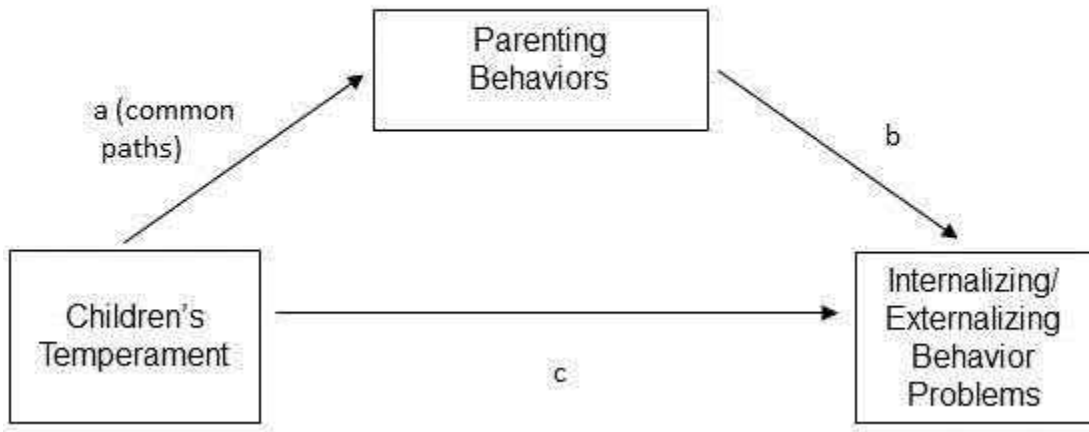 Parenting
Behaviors
a (common
paths)
b
Children's
Temperament
c
Internalizing/
Externalizing
Behavior
Problems